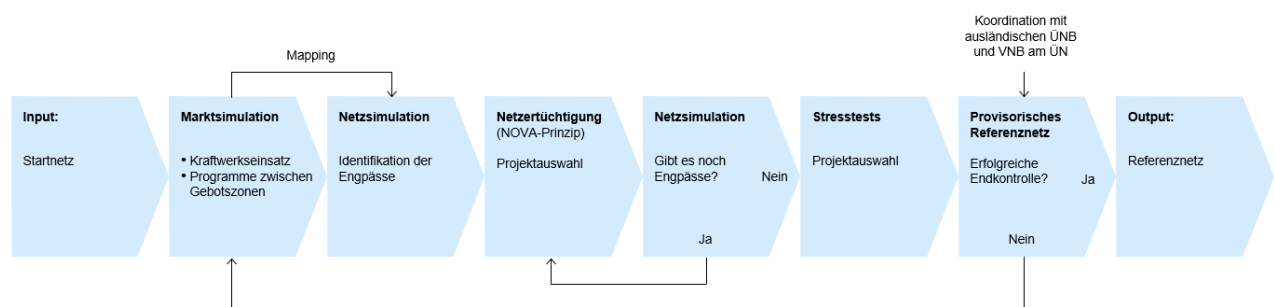 Koordination mit
ausländischen ÜNB
und VNB am ÜN
Mapping
Input:
Startnetz
Marktsimulation
• Kraftwerkseinsatz
• Programme zwischen
Gebotszonen
Netzsimulation
Identifikation der
Engpässe
Netzertüchtigung
(NOVA-Prinzip)
Projektauswahl
Netzsimulation
Gibt es noch
Engpässe?
Nein
Ja
Stresstests
Projektauswahl
Provisorisches
Referenznetz
Erfolgreiche
Endkontrolle?
Ja
Nein
Output:
Referenznetz